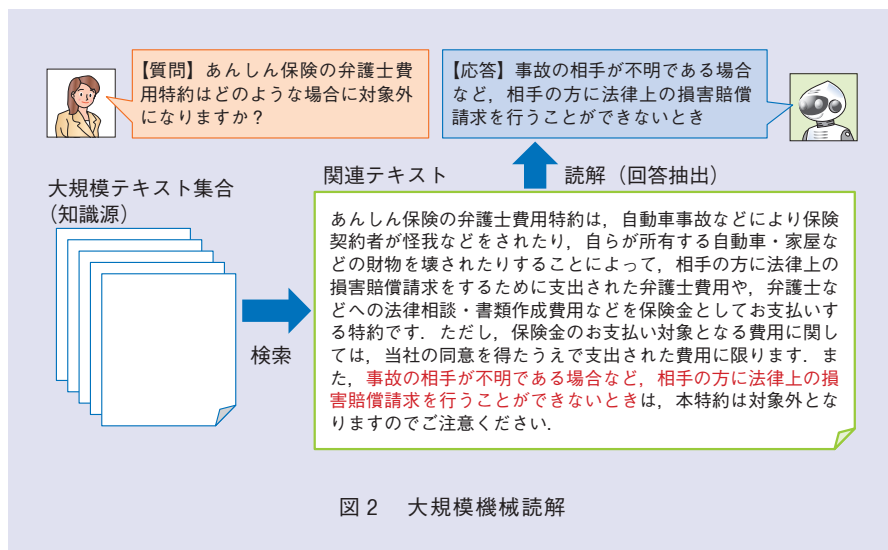 【質問】あんしん保険の弁護士費
用特約はどのような場合に対象外
になりますか？
【応答】事故の相手が不明である場合
など，相手の方に法律上の損害賠償
請求を行うことができないとき
大規模テキスト集合
（知識源）
検索
関連テキスト
読解（回答抽出）
あんしん保険の弁護士費用特約は，自動車事故などにより保険
契約者が怪我などをされたり，自らが所有する自動車・家屋な
どの財物を壊されたりすることによって，相手の方に法律上の
損害賠償請求をするために支出された弁護士費用や，弁護士な
どへの法律相談・書類作成費用などを保険金としてお支払いす
る特約です．ただし，保険金のお支払い対象となる費用に関し
ては，当社の同意を得たうえで支出された費用に限ります．ま
た，事故の相手が不明である場合など，相手の方に法律上の損
害賠償請求を行うことができないときは，本特約は対象外とな
りますのでご注意ください．
図 2　大規模機械読解